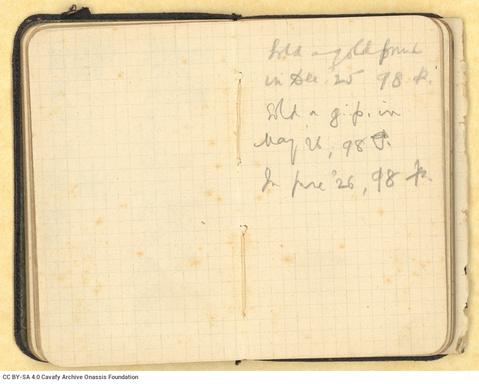 Sold a gold pound
in Dec. '25 98 p.
Sold a g. p. in
May '26, 98 p.
In June '26, 98 p.
CC BY-SA 4.0 Cavafy Archive Onassis Foundation